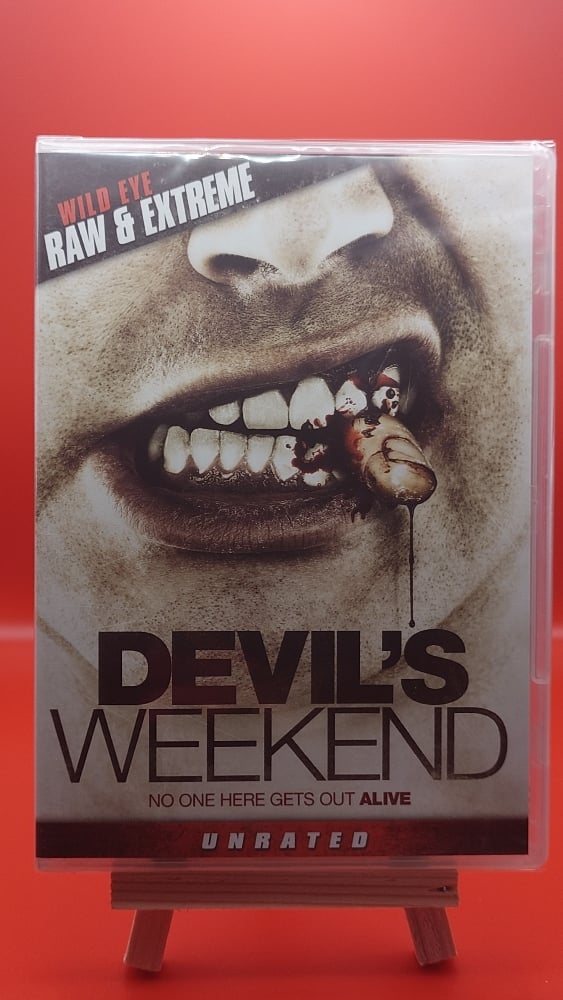 WILD EYE
RAW & EXTREME
DEVIL'S
WEEKEND
NO ONE HERE GETS OUT ALIVE
UNRATED